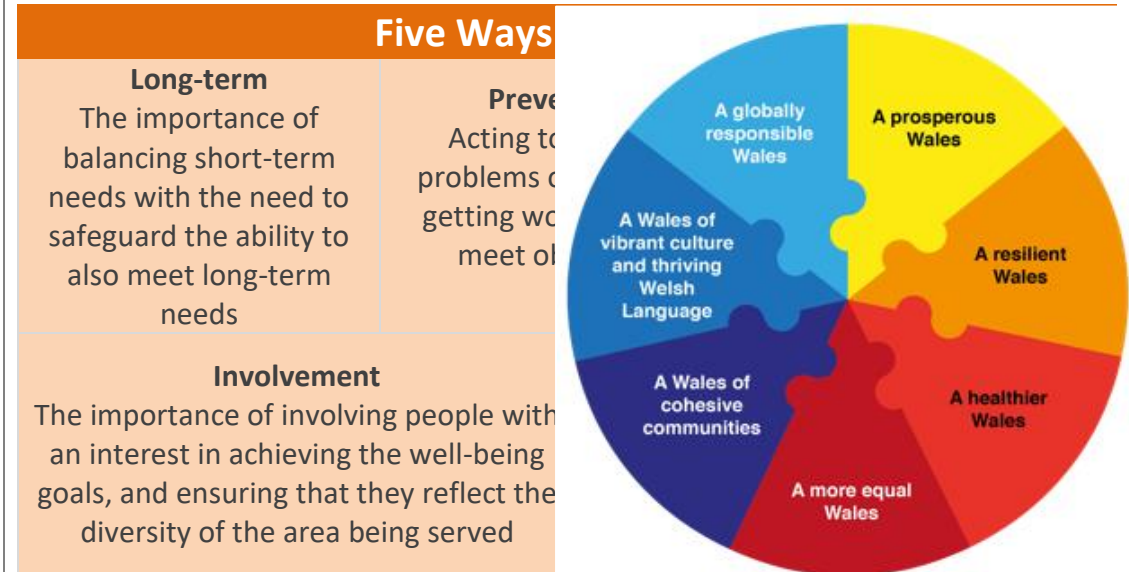 Five Ways
Long-term
The importance of
balancing short-term
needs with the need to
safeguard the ability to
also meet long-term
needs
Preve
Acting to
problems
getting wo
meet ob
Involvement
The importance of involving people with
an interest in achieving the well-being
goals, and ensuring that they reflect the
diversity of the area being served
A globally
responsible
Wales
A prosperous
Wales
A resilient
Wales
A healthier
Wales
A more equal
Wales
A Wales of
cohesive
communities
A Wales of
vibrant culture
and thriving
Welsh
Language